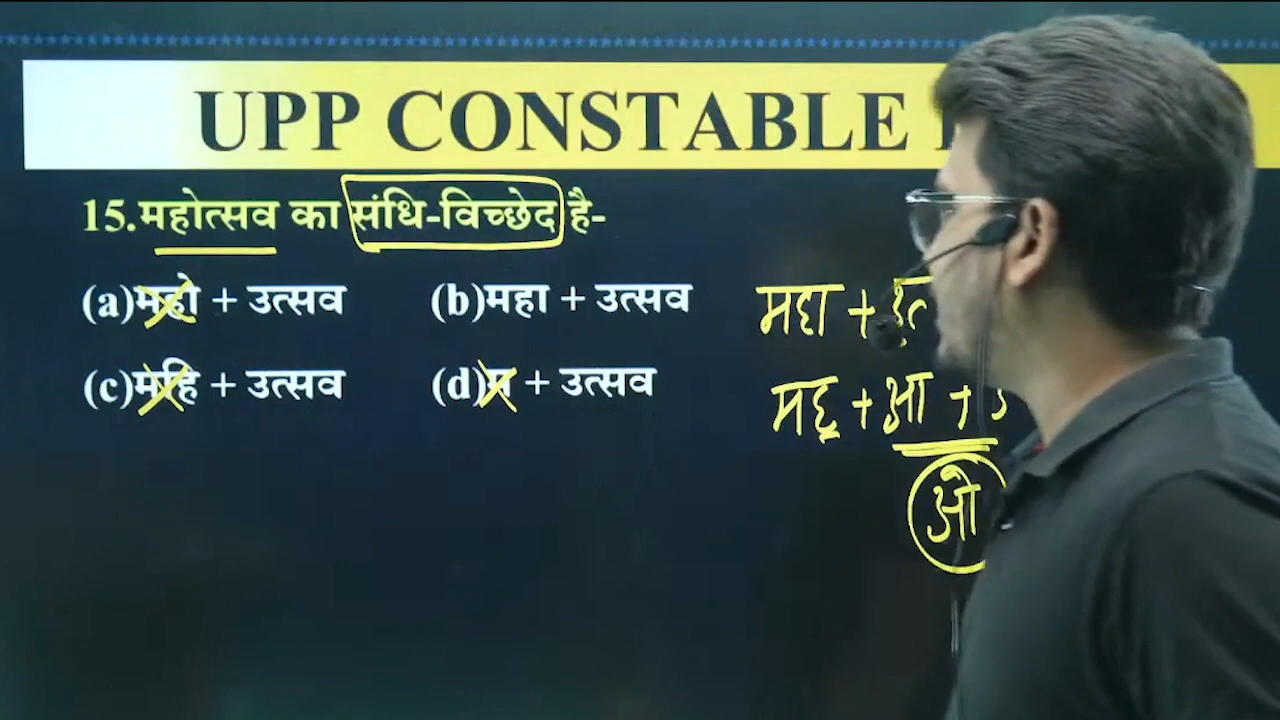 UPP CONSTABLE
15.महोत्सव का संधि-विच्छेद है-
(a)महो + उत्सव (b)महा + उत्सव
(c)महि + उत्सव (d)म + उत्सव
महा +
मह् + आ +
ओ